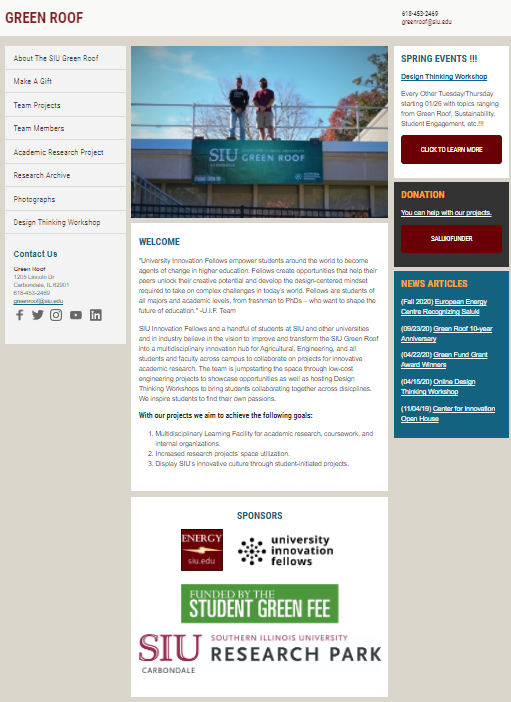 GREEN ROOF
618-453-2469
greenroof@siu.edu
About The SIU Green Roof
Make A Gift
Team Projects
Team Members
Academic Research Project
Research Archive
Photographs
Design Thinking Workshop
Contact Us
Green Roof
1205 Lincoln Dr
Carbondale, IL 62901
618-453-2469
greenroof@siu.edu
SIU GREEN ROOF
CARBONDALE
WELCOME
"University Innovation Fellows empower students around the world to become
agents of change in higher education. Fellows create opportunities that help their
peers unlock their creative potential and develop the design-centered mindset
required to take on complex challenges in today's world. Fellows are students of
all majors and academic levels, from freshman to PhDs – who want to shape the
future of education." -U.I.F. Team
SIU Innovation Fellows and a handful of students at SIU and other universities
and in industry believe in the vision to improve and transform the SIU Green Roof
into a multidisciplinary innovation hub for Agricultural, Engineering, and all
students and faculty across campus to collaborate on projects for innovative
academic research. The team is jumpstarting the space through low-cost
engineering projects to showcase opportunities as well as hosting Design
Thinking Workshops to bring students collaborating together across disciplines.
We inspire students to find their own passions.
With our projects we aim to achieve the following goals:
1. Multidisciplinary Learning Facility for academic research, coursework, and
internal organizations.
2. Increased research projects' space utilization.
3. Display SIU's innovative culture through student-initiated projects.
SPONSORS
ENERGY
siu.edu
university
innovation
fellows
FUNDED BY THE
STUDENT GREEN FEE
SIU SOUTHERN ILLINOIS UNIVERSITY
RESEARCH PARK
CARBONDALE
SPRING EVENTS !!!
Design Thinking Workshop
Every Other Tuesday/Thursday
starting 01/26 with topics ranging
from Green Roof, Sustainability,
Student Engagement, etc.!!!
CLICK TO LEARN MORE
DONATION
You can help with our projects.
SALUKIFUNDER
NEWS ARTICLES
(Fall 2020) European Energy
Centre Recognizing Saluki
(09/23/20) Green Roof 10-year
Anniversary
(04/22/20) Green Fund Grant
Award Winners
(04/15/20) Online Design
Thinking Workshop
(11/04/19) Center for Innovation
Open House